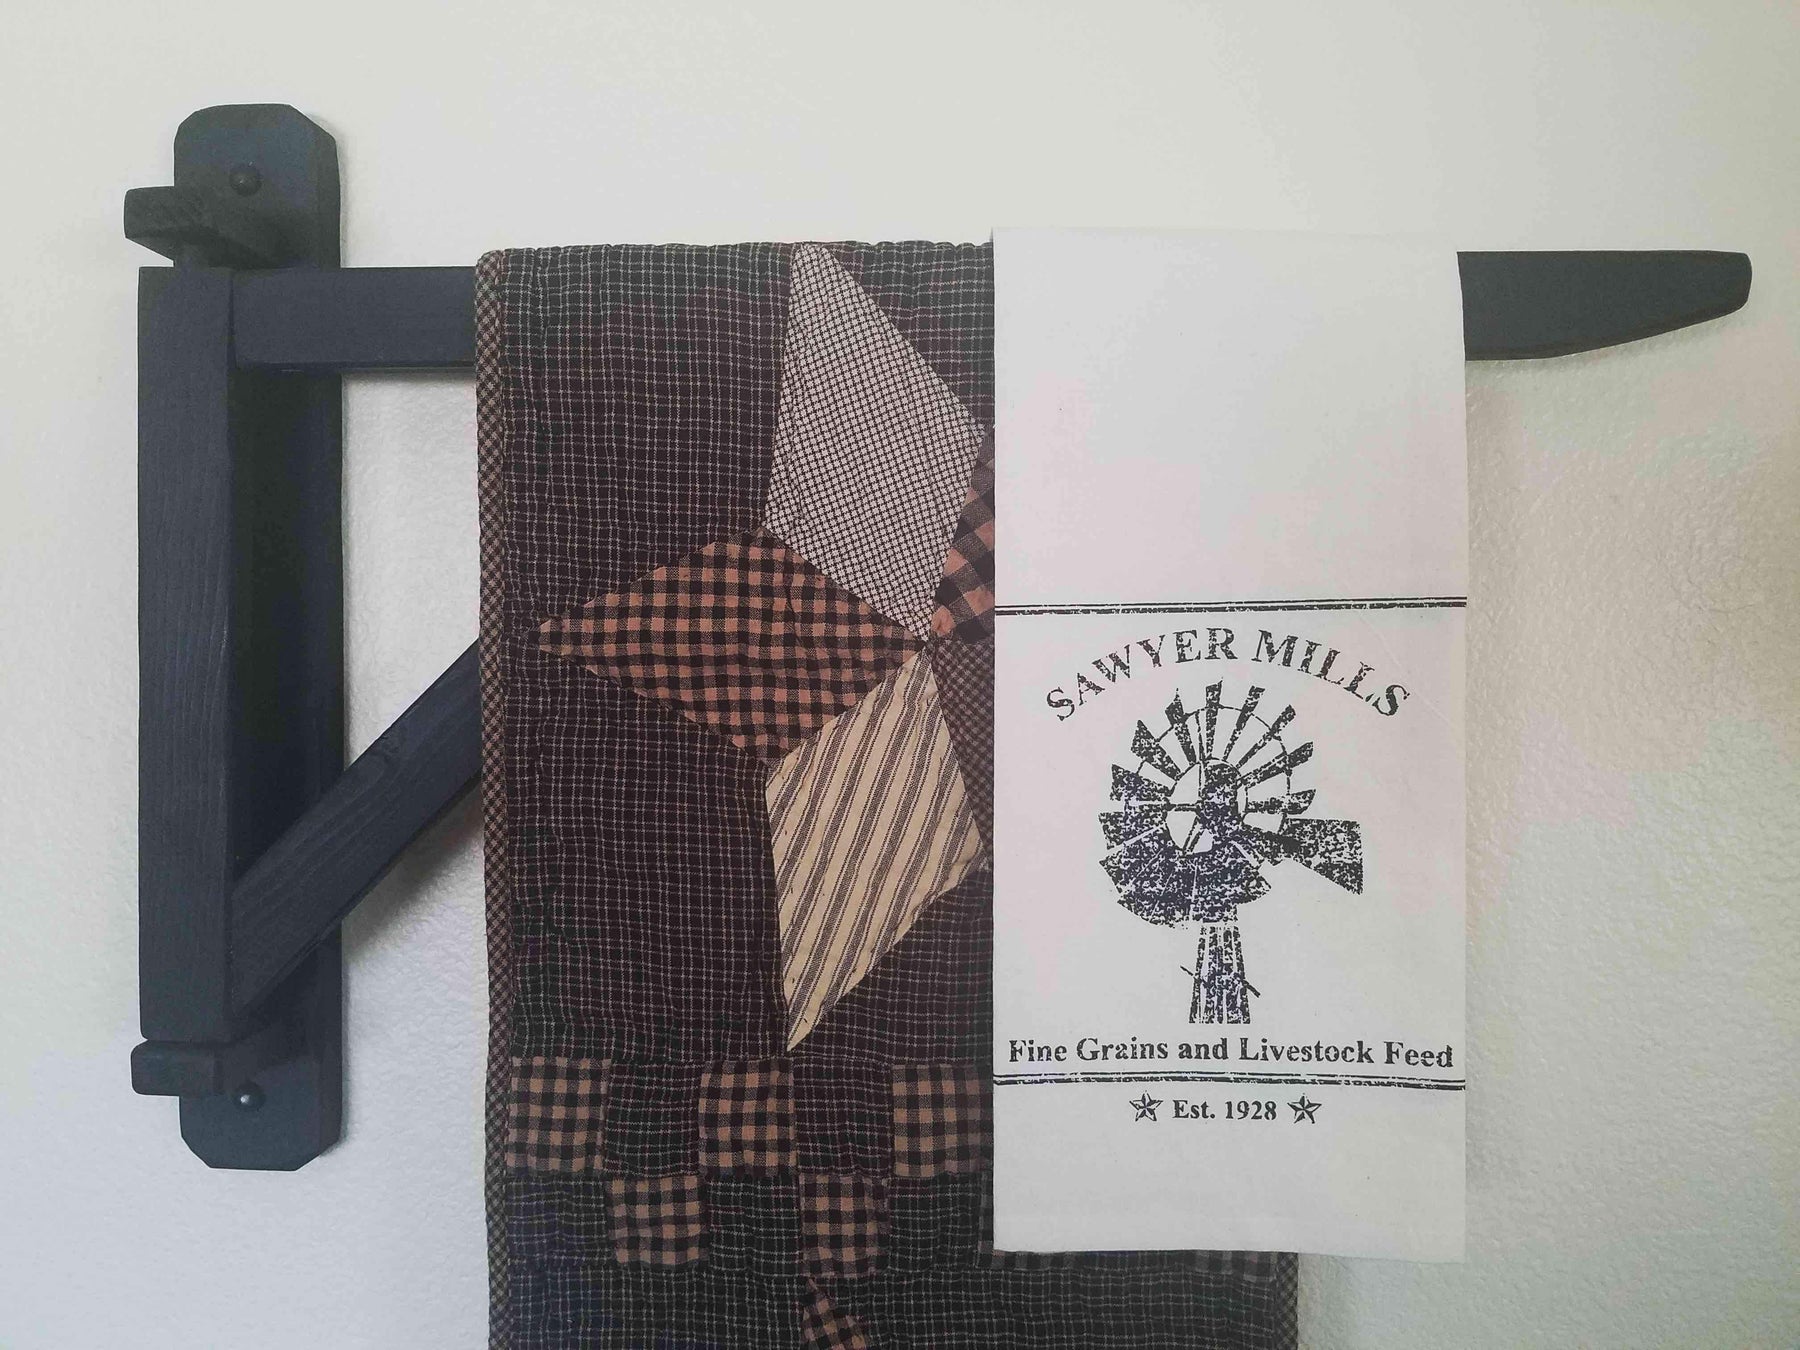 SAWYER MILLS
Fine Grains and Livestock Feed
Est. 1928